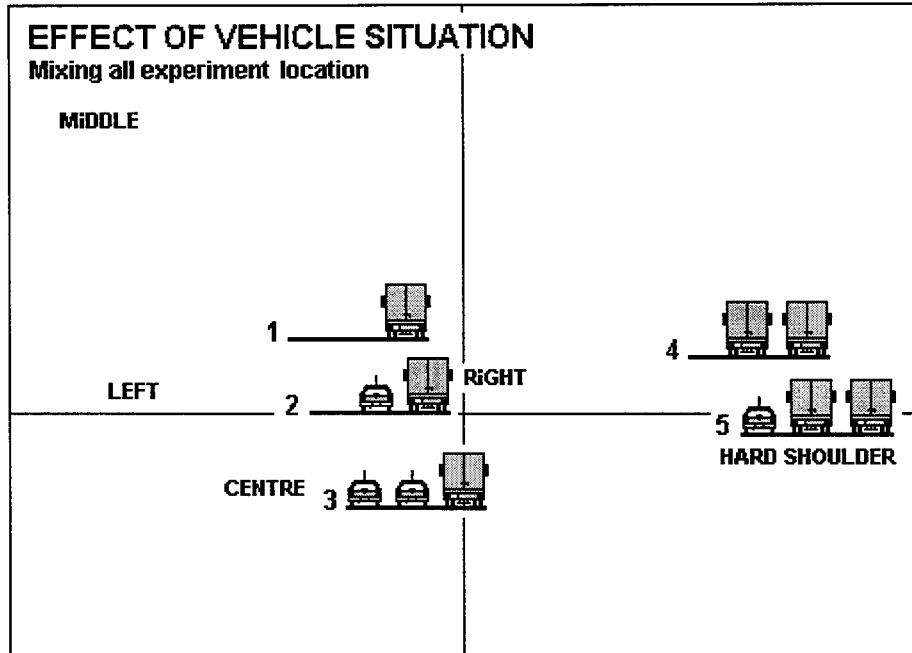 EFFECT OF VEHICLE SITUATION
Mixing all experiment location
MiDDLE
1
4
LEFT
2
RiGHT
5
HARD SHOULDER
CENTRE
3